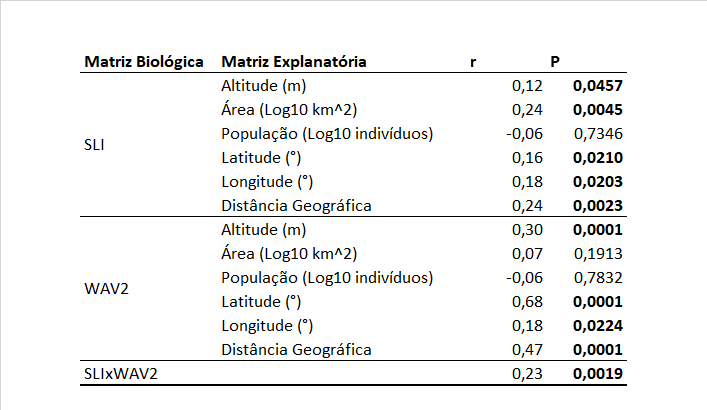 Matriz Biológica Matriz Explanatória r P
Altitude (m) 0,12 0,0457
Área (Log10 km^2) 0,24 0,0045
População (Log10 indivíduos) -0,06 0,7346
SLI
Latitude (°) 0,16 0,0210
Longitude (°) 0,18 0,0203
Distância Geográfica 0,24 0,0023
Altitude (m) 0,30 0,0001
Área (Log10 km^2) 0,07 0,1913
População (Log10 indivíduos) -0,06 0,7832
WAV2
Latitude (°) 0,68 0,0001
Longitude (°) 0,18 0,0224
Distância Geográfica 0,47 0,0001
SLIxWAV2 0,23 0,0019